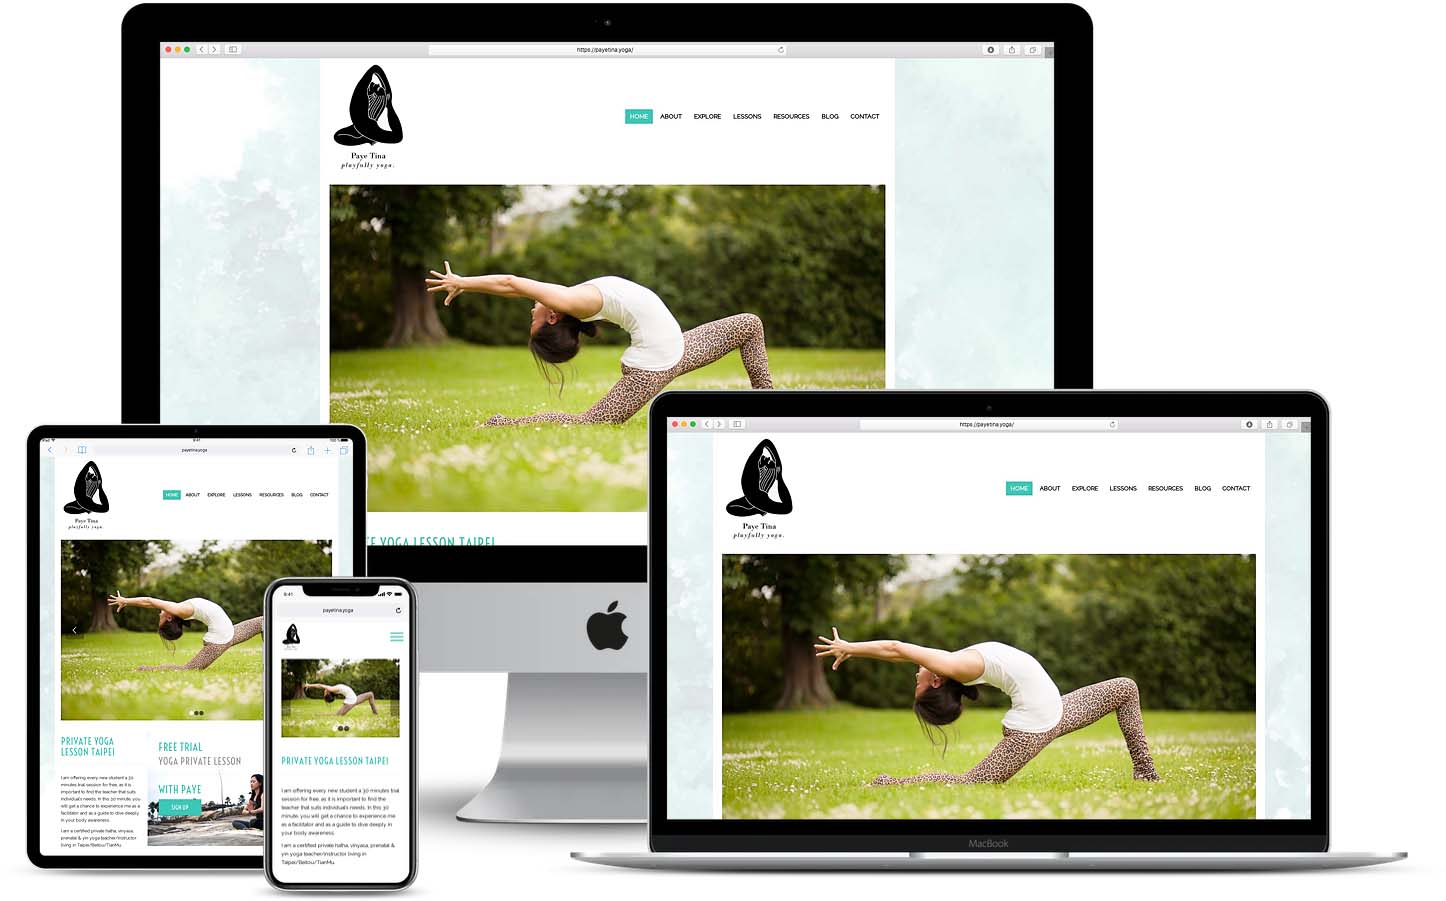 https://payetina.yoga/
Paye Tina
playfully yoga.
HOME ABOUT EXPLORE LESSONS RESOURCES BLOG CONTACT
YOGA LESSON TAIPEI
9:41
100 %
payetina.yoga
Paye Tina
playfully yoga.
HOME ABOUT EXPLORE LESSONS RESOURCES BLOG CONTACT
PRIVATE YOGA
LESSON TAIPEI
I am offering every new student a 30
minutes trial session for free, as it is
important to find the teacher that suits
individual's needs. In this 30 minute, you
will get a chance to experience me as a
facilitator and as a guide to dive deeply
in your body awareness.
I am a certified private hatha, vinyasa,
prenatal & yin yoga teacher/instructor
living in Taipei/Beitou/TianMu.
FREE TRIAL
YOGA PRIVATE LESSON
WITH PAYE
SIGN UP
9:41
payetina.yoga
PRIVATE YOGA LESSON TAIPEI
I am offering every new student a 30 minutes trial
session for free, as it is important to find the
teacher that suits individual's needs. In this 30
minute, you will get a chance to experience me
as a facilitator and as a guide to dive deeply in
your body awareness.
I am a certified private hatha, vinyasa, prenatal &
yin yoga teacher/instructor living in
Taipei/Beitou/TianMu.
https://payetina.yoga/
Paye Tina
playfully yoga.
HOME ABOUT EXPLORE LESSONS RESOURCES BLOG CONTACT
MacBook